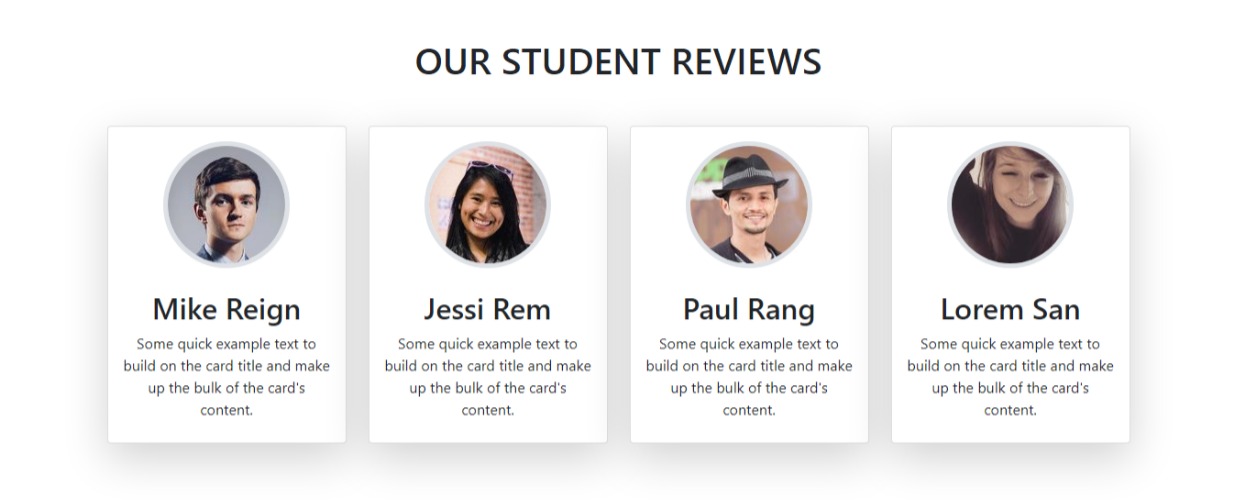 OUR STUDENT REVIEWS
Mike Reign
Some quick example text to
build on the card title and make
up the bulk of the card's
content.
Jessi Rem
Some quick example text to
build on the card title and make
up the bulk of the card's
content.
Paul Rang
Some quick example text to
build on the card title and make
up the bulk of the card's
content.
Lorem San
Some quick example text to
build on the card title and make
up the bulk of the card's
content.